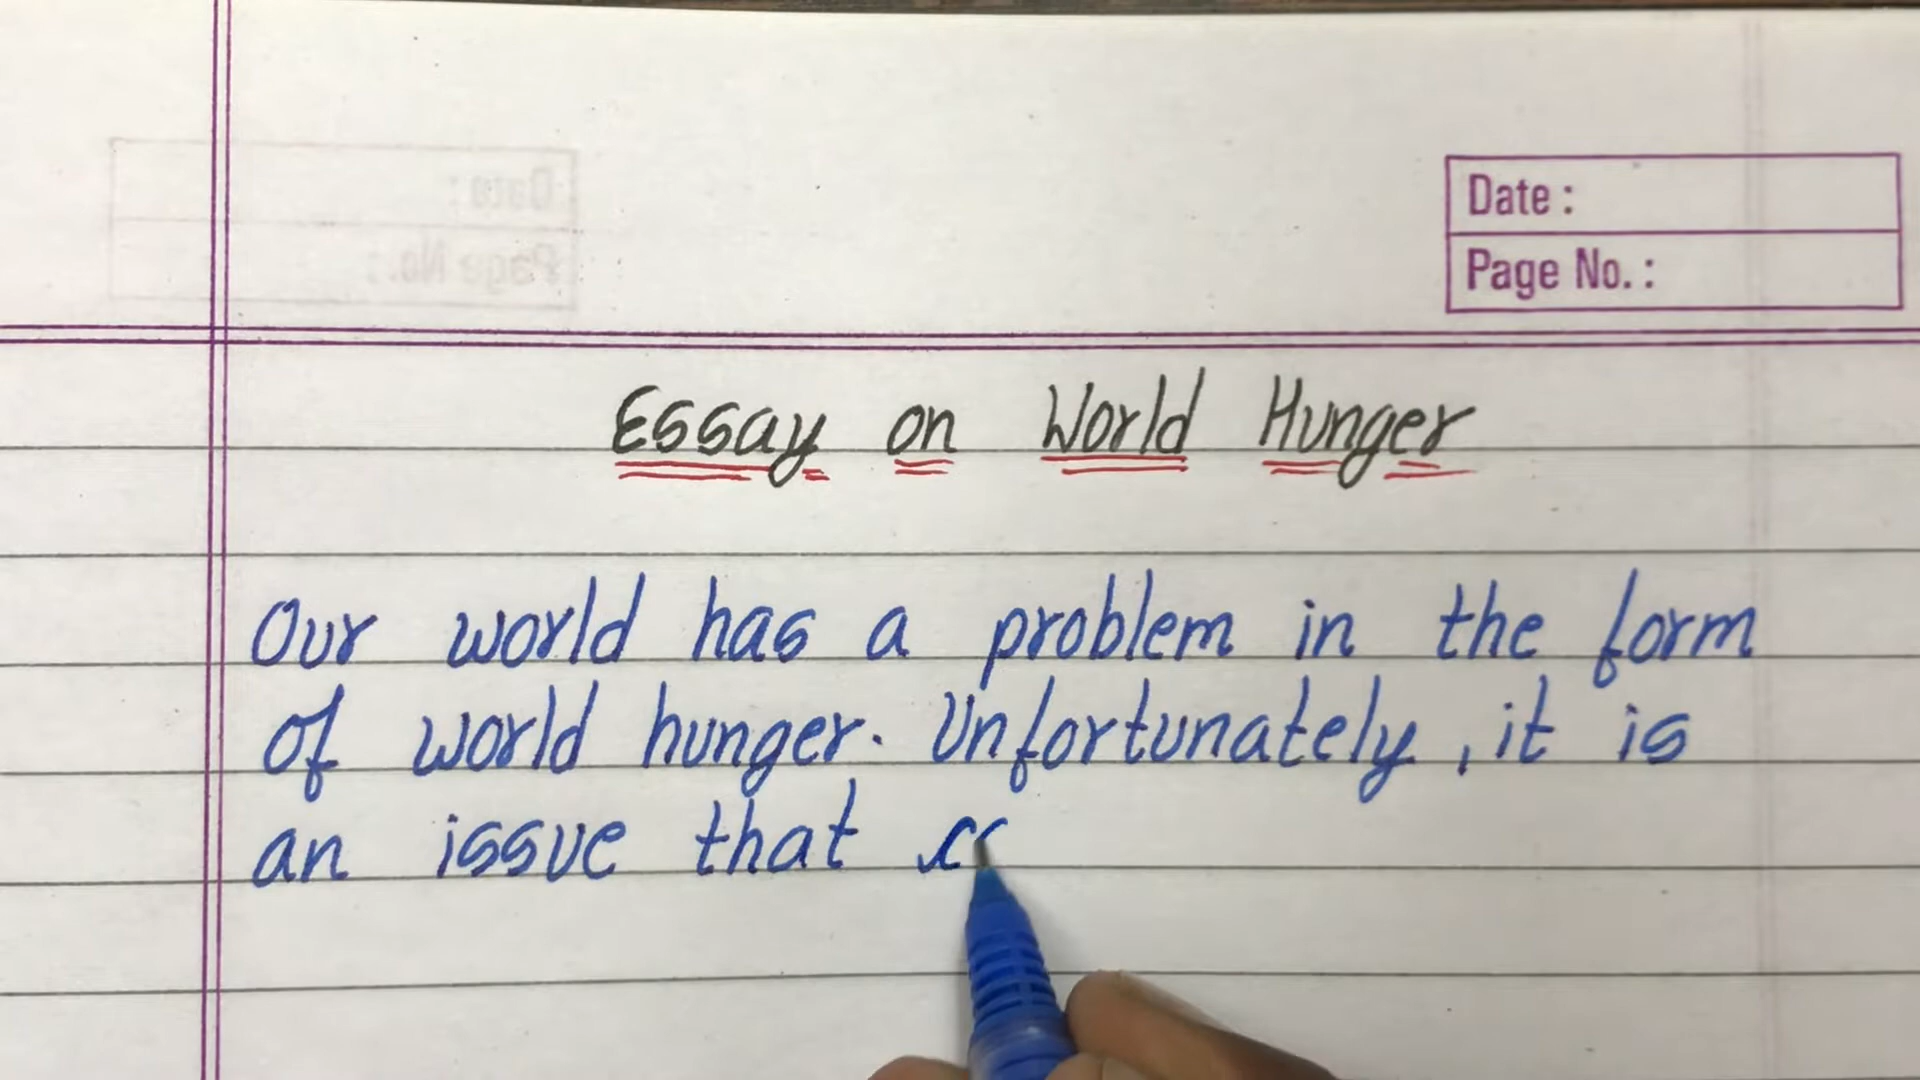 Date :
Page No. :
Essay on World Hunger
Our world has a problem in the form
of world hunger. Unfortunately, it is
an issue that